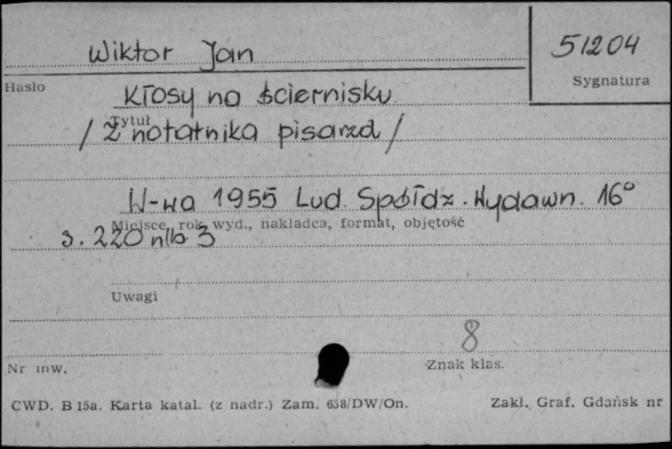 Wiktor Jan
51204
Hasło
Sygnatura
Kłosy na ściernisku.
Tytuł
/ z notatnika pisarza /
W-wa 1955 Lud. Spółdz. Wydawn. 16°
Miejsce, rok wyd., nakładca, format, objętość
s. 220 nlb 3
Uwagi
8
Nr inw.
Znak klas.
CWD. B 15a. Karta katal. (z nadr.) Zam. 658/DW/On.
Zakł. Graf. Gdańsk nr